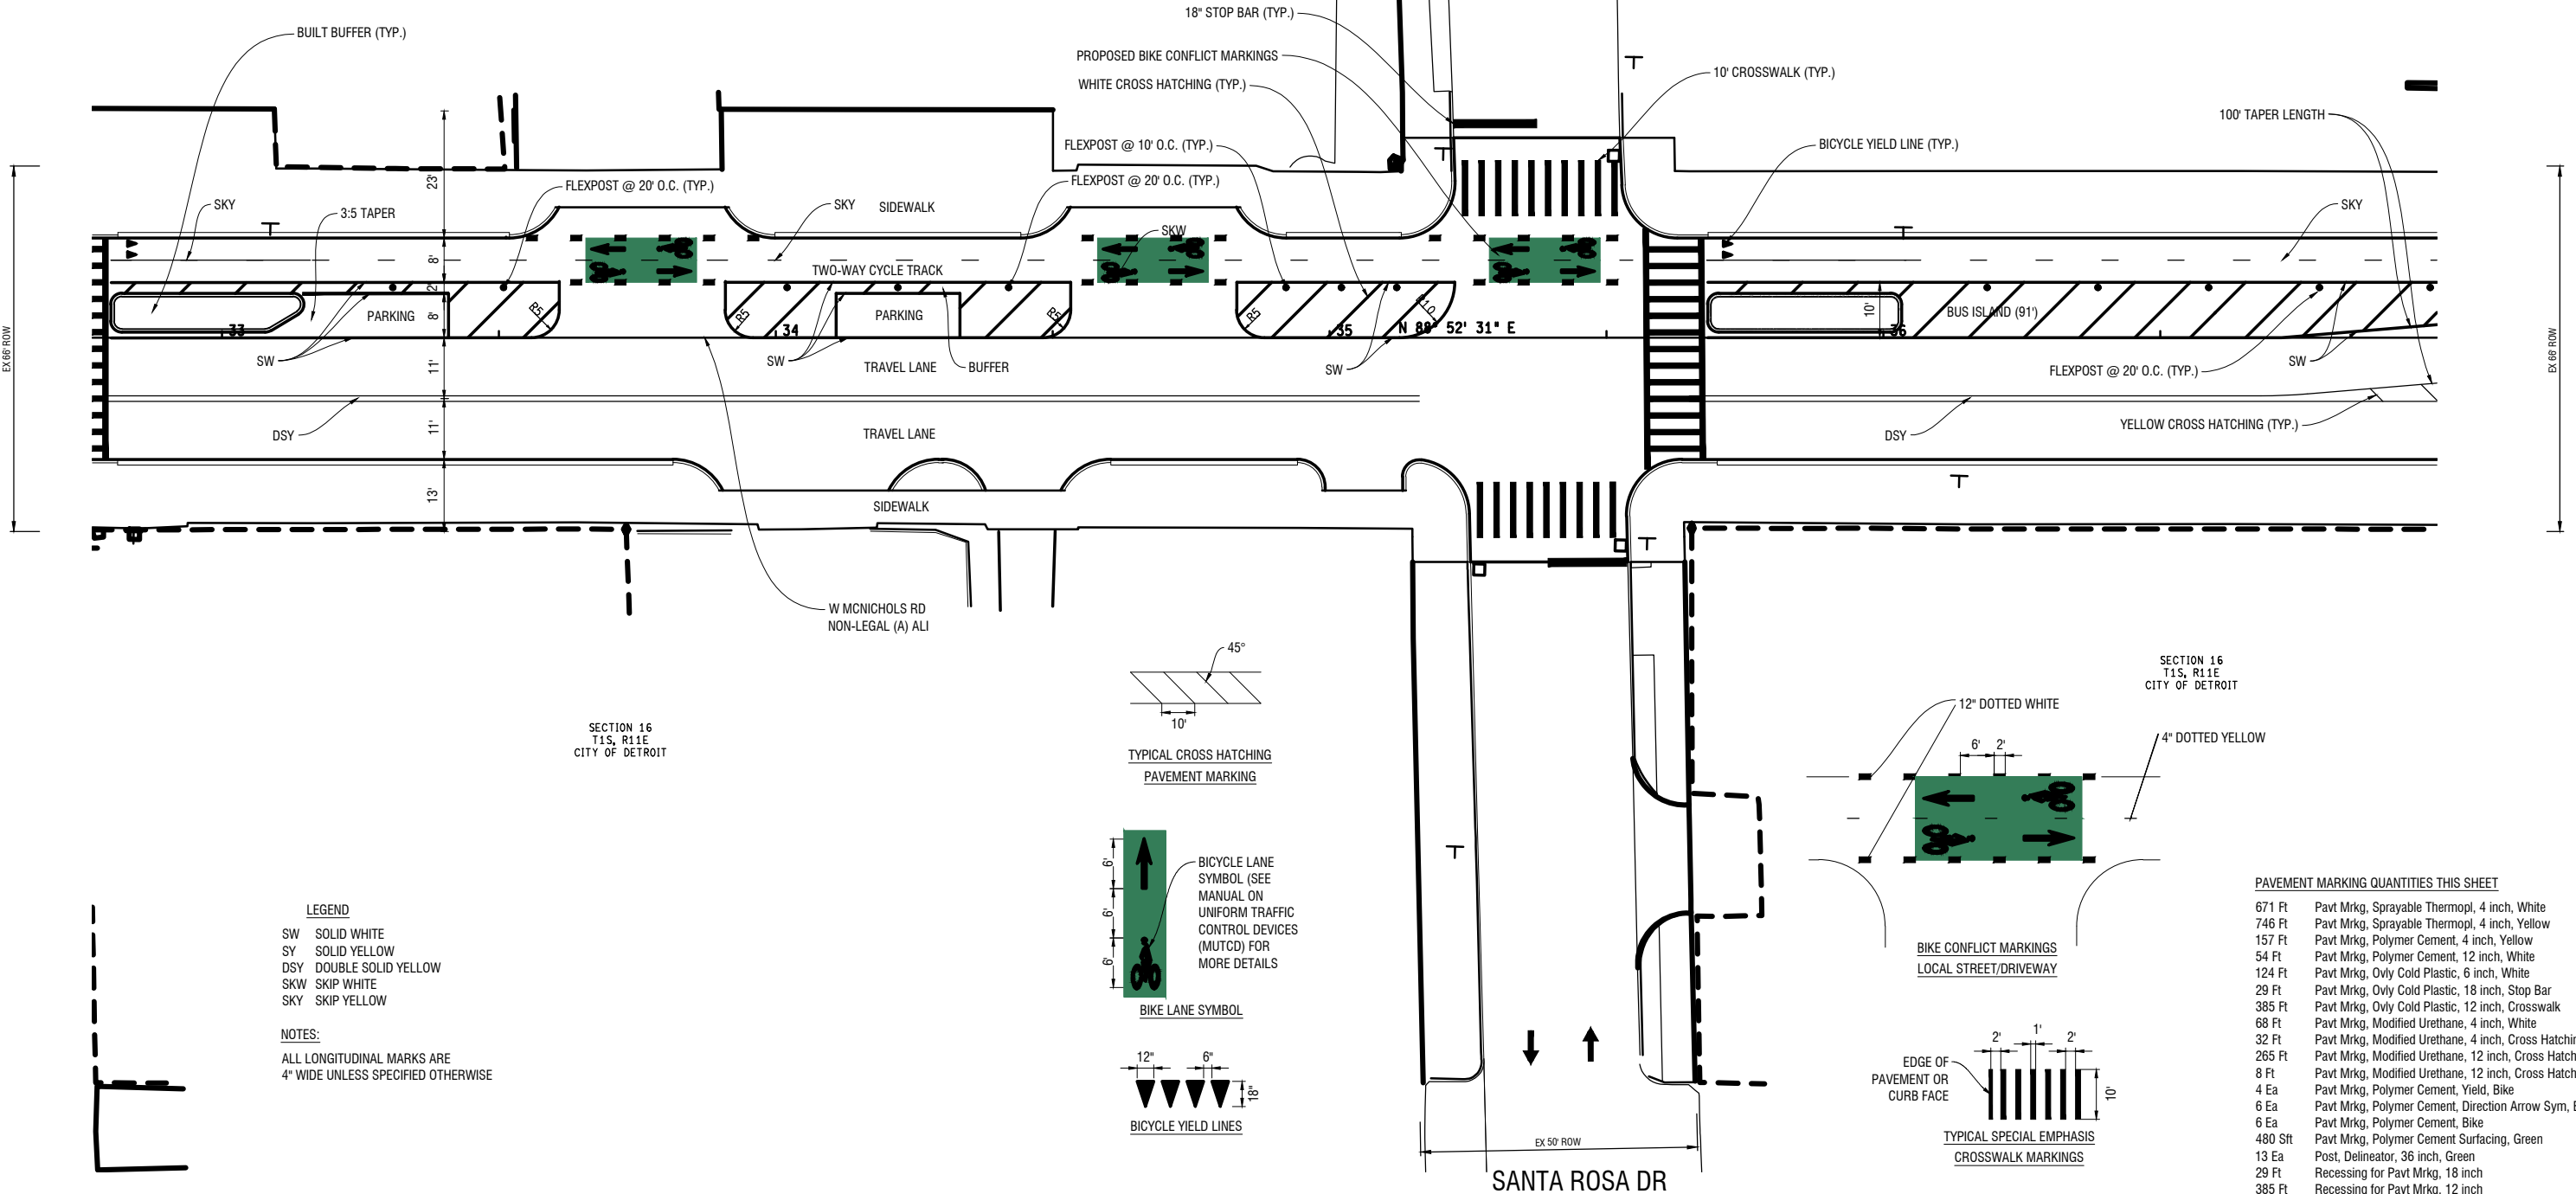 BUILT BUFFER (TYP.)
18" STOP BAR (TYP.)
PROPOSED BIKE CONFLICT MARKINGS
WHITE CROSS HATCHING (TYP.)
10' CROSSWALK (TYP.)
100' TAPER LENGTH
FLEXPOST @ 10' O.C. (TYP.)
BICYCLE YIELD LINE (TYP.)
FLEXPOST @ 20' O.C. (TYP.)
FLEXPOST @ 20' O.C. (TYP.)
23'
SKY
3:5 TAPER
SKY
SIDEWALK
SKY
SKW
8'
TWO-WAY CYCLE TRACK
2'
8'
PARKING
R5
R5
PARKING
R5
R5
R10
10'
BUS ISLAND (91')
33
34
35
N 88° 52' 31" E
36
EX 66' ROW
SW
11'
SW
TRAVEL LANE
BUFFER
SW
FLEXPOST @ 20' O.C. (TYP.)
SW
EX 66' ROW
DSY
11'
TRAVEL LANE
DSY
YELLOW CROSS HATCHING (TYP.)
13'
SIDEWALK
W MCNICHOLS RD
NON-LEGAL (A) ALI
SECTION 16
T1S, R11E
CITY OF DETROIT
45°
10'
TYPICAL CROSS HATCHING
PAVEMENT MARKING
SECTION 16
T1S, R11E
CITY OF DETROIT
12" DOTTED WHITE
4" DOTTED YELLOW
6'
2'
BIKE CONFLICT MARKINGS
LOCAL STREET/DRIVEWAY
6'
6'
6'
BICYCLE LANE
SYMBOL (SEE
MANUAL ON
UNIFORM TRAFFIC
CONTROL DEVICES
(MUTCD) FOR
MORE DETAILS
BIKE LANE SYMBOL
12"
6"
18"
BICYCLE YIELD LINES
LEGEND
SW SOLID WHITE
SY SOLID YELLOW
DSY DOUBLE SOLID YELLOW
SKW SKIP WHITE
SKY SKIP YELLOW
NOTES:
ALL LONGITUDINAL MARKS ARE
4" WIDE UNLESS SPECIFIED OTHERWISE
EX 50' ROW
SANTA ROSA DR
2'
1'
2'
10'
EDGE OF
PAVEMENT OR
CURB FACE
TYPICAL SPECIAL EMPHASIS
CROSSWALK MARKINGS
PAVEMENT MARKING QUANTITIES THIS SHEET
671 Ft Pavt Mrkg, Sprayable Thermopl, 4 inch, White
746 Ft Pavt Mrkg, Sprayable Thermopl, 4 inch, Yellow
157 Ft Pavt Mrkg, Polymer Cement, 4 inch, Yellow
54 Ft Pavt Mrkg, Polymer Cement, 12 inch, White
124 Ft Pavt Mrkg, Ovly Cold Plastic, 6 inch, White
29 Ft Pavt Mrkg, Ovly Cold Plastic, 18 inch, Stop Bar
385 Ft Pavt Mrkg, Ovly Cold Plastic, 12 inch, Crosswalk
68 Ft Pavt Mrkg, Modified Urethane, 4 inch, White
32 Ft Pavt Mrkg, Modified Urethane, 4 inch, Cross
265 Ft Pavt Mrkg, Modified Urethane, 12 inch, Cross
8 Ft Pavt Mrkg, Modified Urethane, 12 inch, Cross
4 Ea Pavt Mrkg, Polymer Cement, Yield, Bike
6 Ea Pavt Mrkg, Polymer Cement, Direction Arrow Sym,
6 Ea Pavt Mrkg, Polymer Cement, Bike
480 Sft Pavt Mrkg, Polymer Cement Surfacing, Green
13 Ea Post, Delineator, 36 inch, Green
29 Ft Recessing for Pavt Mrkg, 18 inch
385 Ft Recessing for Pavt Mrkg, 12 inch